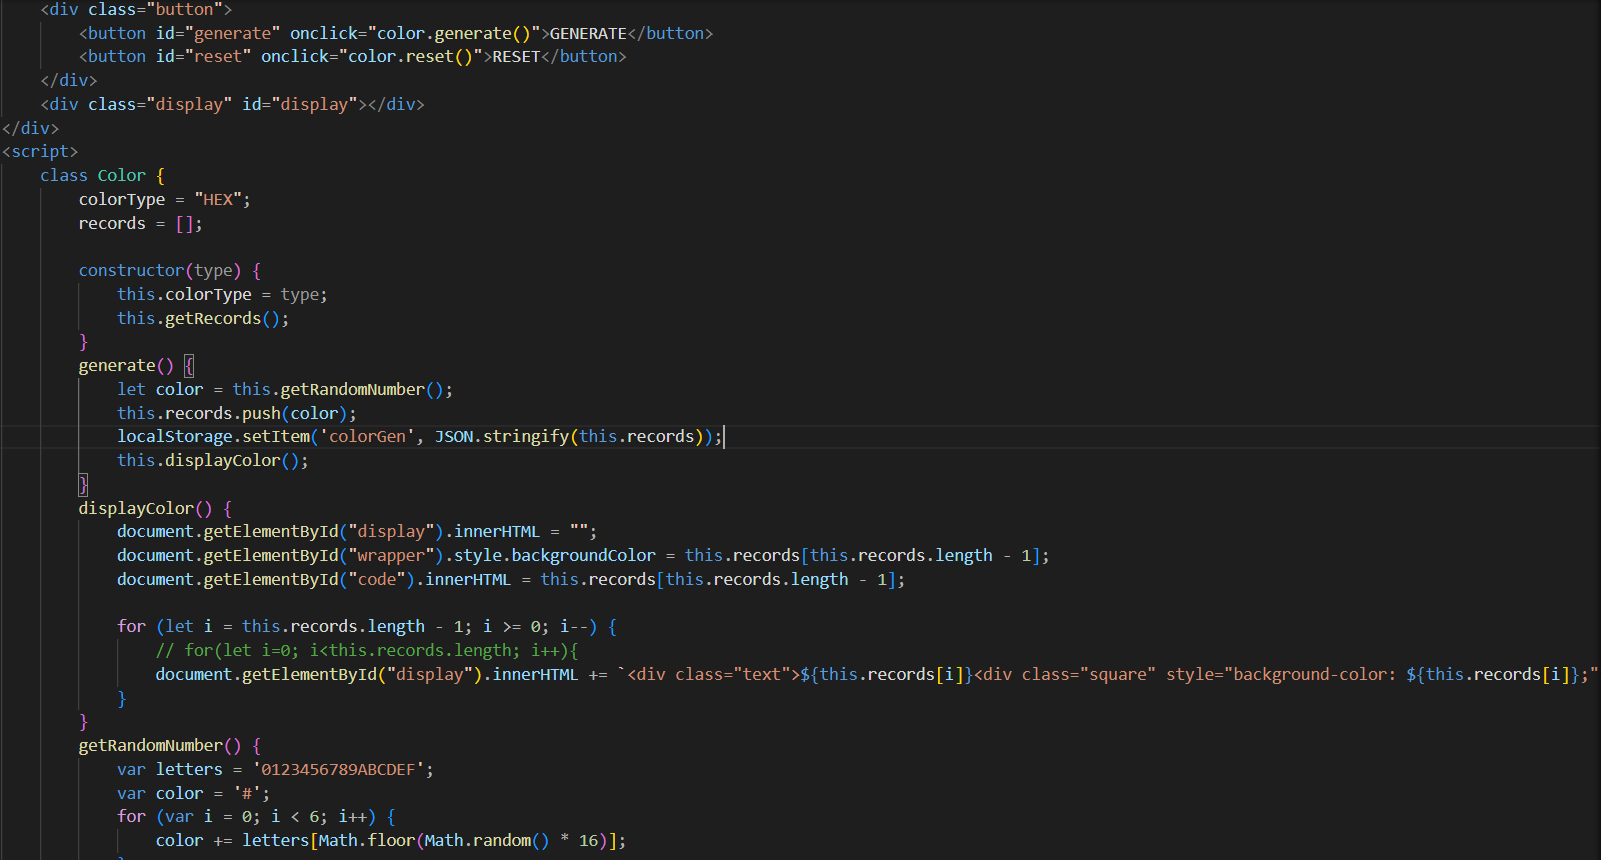 <div class="button">
<button id="generate" onclick="color.generate()">GENERATE</button>
<button id="reset" onclick="color.reset()">RESET</button>
</div>
<div class="display" id="display"></div>
</div>
<script>
class Color {
colorType = "HEX";
records = [];
constructor(type) {
this.colorType = type;
this.getRecords();
}
generate() {
let color = this.getRandomNumber();
this.records.push(color);
localStorage.setItem('colorGen', JSON.stringify(this.records));
this.displayColor();
}
displayColor() {
document.getElementById("display").innerHTML = "";
document.getElementById("wrapper").style.backgroundColor = this.records[this.records.length - 1];
document.getElementById("code").innerHTML = this.records[this.records.length - 1];
for (let i = this.records.length - 1; i >= 0; i--) {
// for(let i=0; i<this.records.length; i++){
document.getElementById("display").innerHTML += `<div class="text">${this.records[i]}<div class="square" style="background-color: ${this.records[i]};"
}
}
getRandomNumber() {
var letters = '0123456789ABCDEF';
var color = '#';
for (var i = 0; i < 6; i++) {
color += letters[Math.floor(Math.random() * 16)];